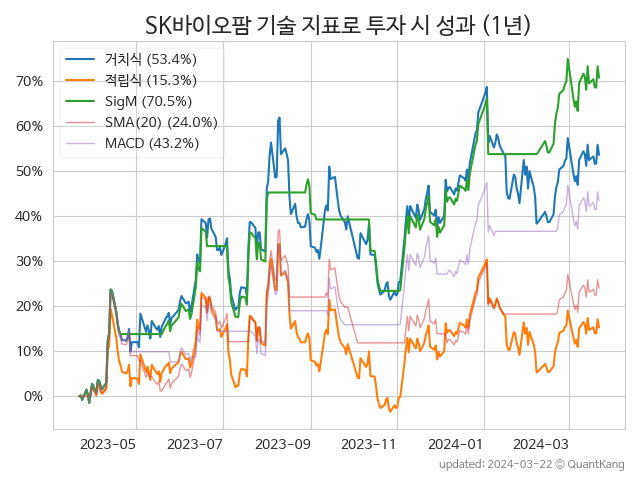 SK바이오팜 기술 지표로 투자 시 성과 (1년)
거치식 (53.4%)
적립식 (15.3%)
SigM (70.5%)
SMA(20) (24.0%)
MACD (43.2%)
70%
60%
50%
40%
30%
20%
10%
0%
2023-05 2023-07 2023-09 2023-11 2024-01 2024-03
updated: 2024-03-22 © QuantKang